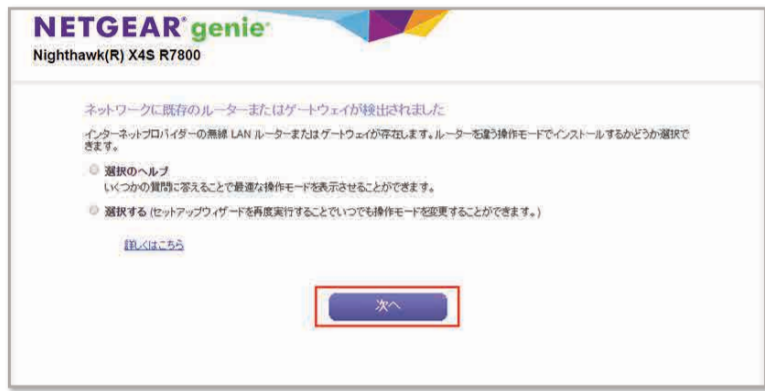 NETGEAR® genie®
Nighthawk(R) X4S R7800
ネットワークに既存のルーターまたはゲートウェイが検出されました
インターネットプロバイダーの無線 LAN ルーターまたはゲートウェイが存在します。ルーターを違う操作モードでインストールするかどうか選択で
きます。
選択のヘルプ
いくつかの質問に答えることで最適な操作モードを表示させることができます。
選択する (セットアップウィザードを再度実行することでいつでも操作モードを変更することができます。)
詳しくはこちら
次へ